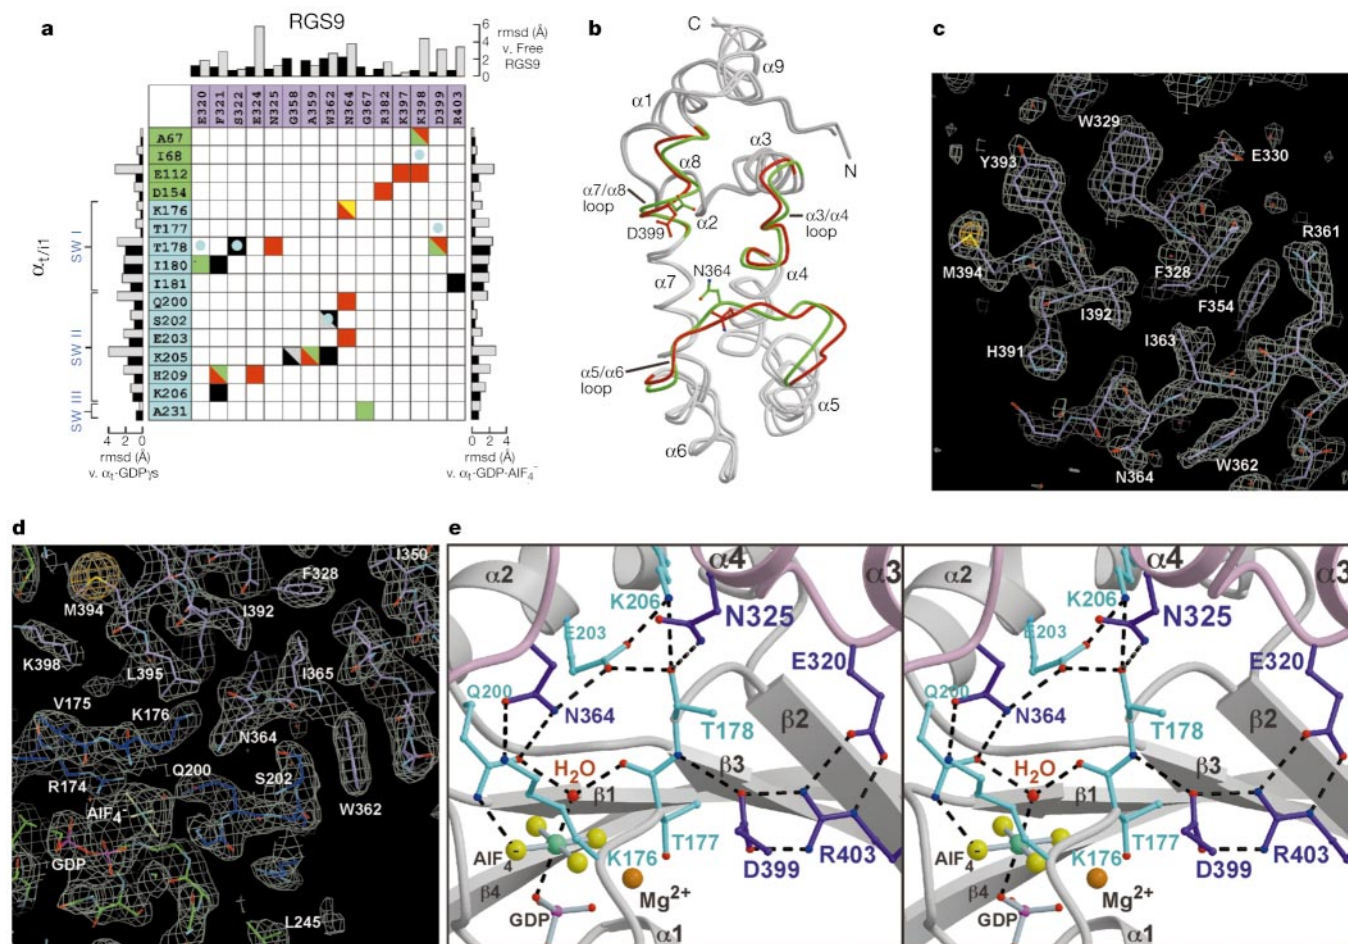 a
RGS9
6
4
2
0
rmsd (Å)
v. Free
RGS9
E320 F321 S322 E324 N325 G358 A359 W362 N364 G367 R382 K397 K398 D399 R403
αt/i1
SW I
SW II
SW III
A67
I68
E112
D154
K176
T177
T178
I180
I181
Q200
S202
E203
K205
H209
K206
A231
4 2 0
rmsd (Å)
v. αt-GDPγs
0 2 4
rmsd (Å)
v. αt-GDP-AlF4−
b
C
α9
α1
α3
α8
N
α7/α8
loop
α2
α3/α4
loop
D399
α4
N364
α7
α5/α6
loop
α5
α6
c
W329
Y393
E330
R361
M394
F328
I392
F354
H391
I363
N364
W362
d
I350
F328
M394
I392
K398
L395
I365
V175
K176
N364
Q200
S202
R174
W362
AlF4−
GDP
L245
e
α2
α4
α3
K206
N325
E203
E320
Q200
N364
T178
β2
H2O
β3
β1
T177
AlF4−
K176
D399
R403
β4
Mg2+
GDP
α1
α2
α4
α3
K206
N325
E203
E320
Q200
N364
T178
β2
H2O
β3
β1
T177
AlF4−
K176
D399
R403
β4
Mg2+
GDP
α1